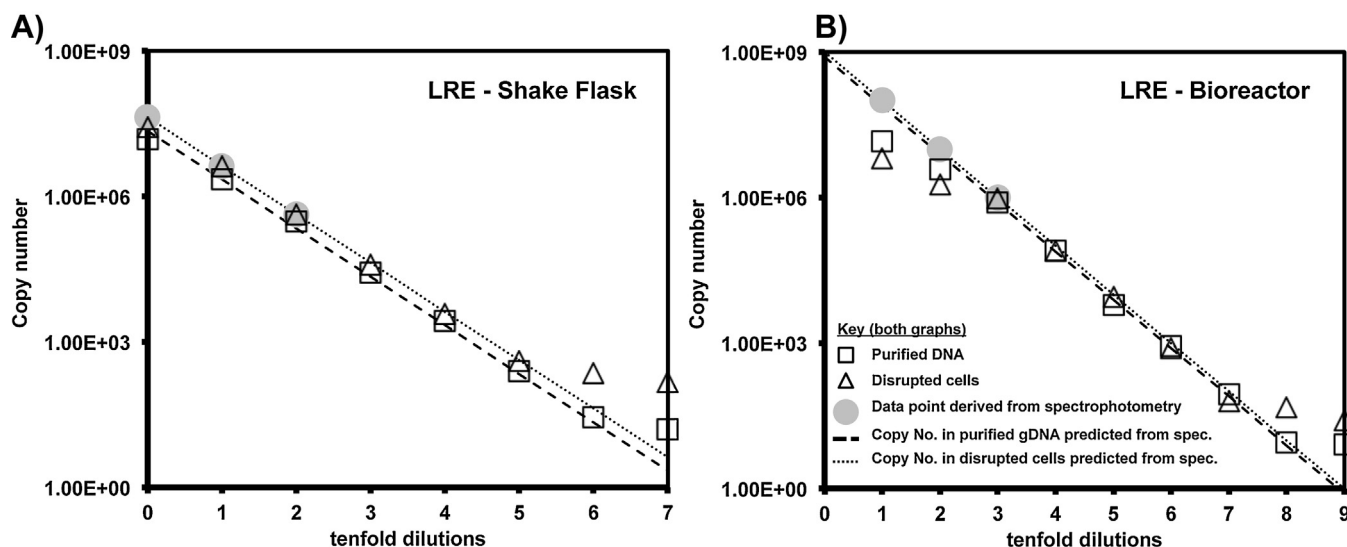 A)
LRE - Shake Flask
Copy number
1.00E+09
1.00E+06
1.00E+03
1.00E+00
0 1 2 3 4 5 6 7
tenfold dilutions
B)
LRE - Bioreactor
Copy number
1.00E+09
1.00E+06
1.00E+03
1.00E+00
Key (both graphs)
Purified DNA
Disrupted cells
Data point derived from spectrophotometry
Copy No. in purified gDNA predicted from spec.
Copy No. in disrupted cells predicted from spec.
0 1 2 3 4 5 6 7 8 9
tenfold dilutions